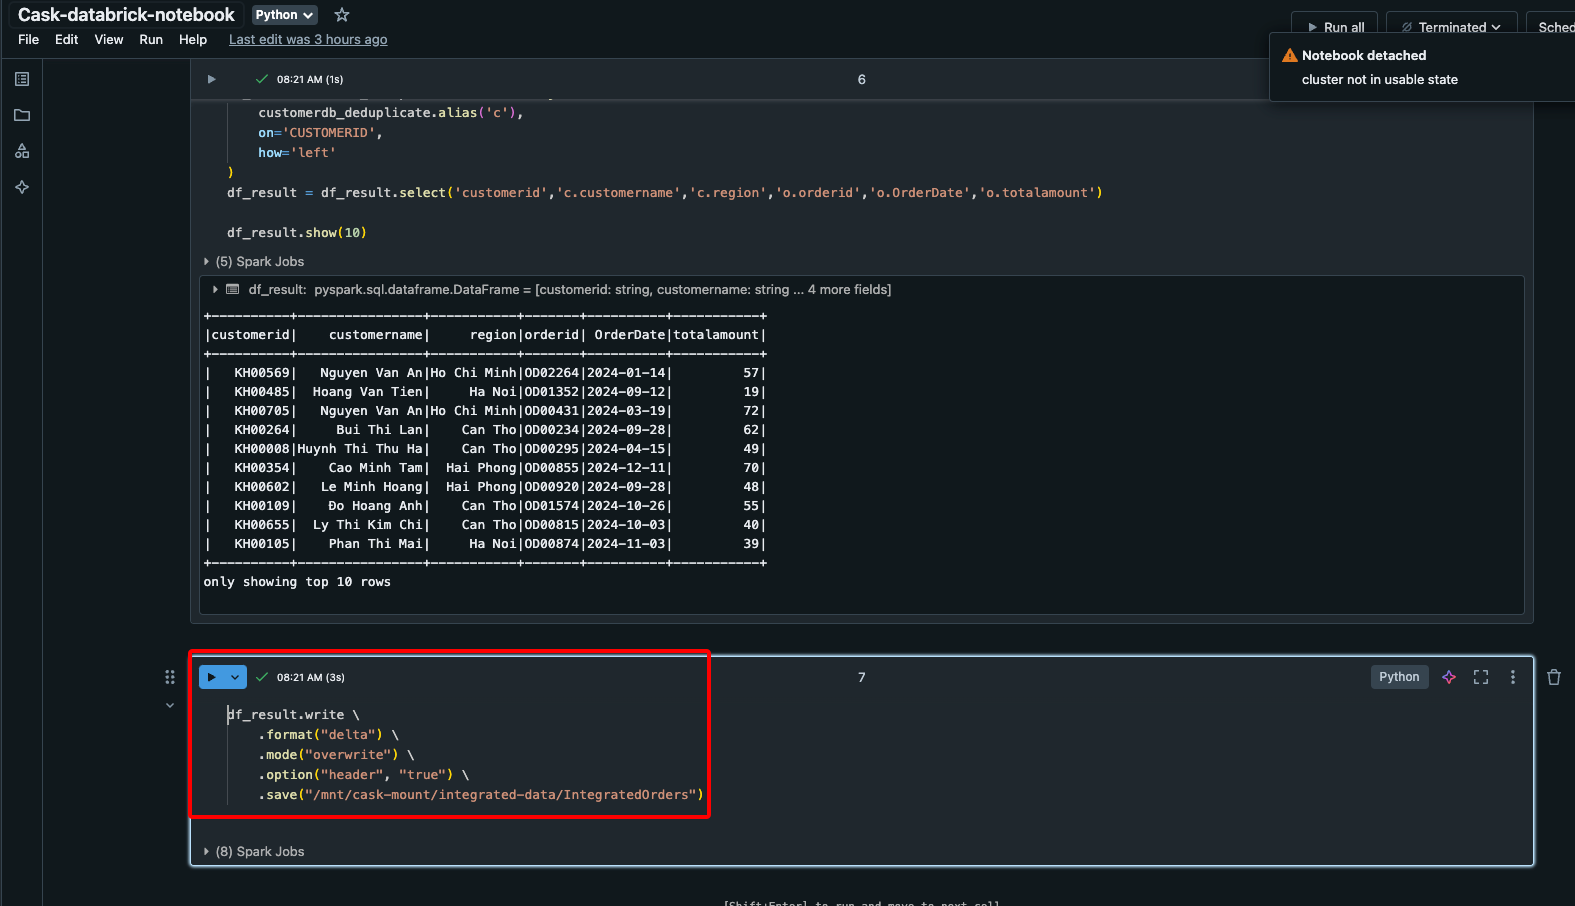 Cask-databrick-notebook Python
File Edit View Run Help Last edit was 3 hours ago
Run all Terminated Sched
Notebook detached
cluster not in usable state
08:21 AM (1s) 6
customerdb_deduplicate.alias('c'),
on='CUSTOMERID',
how='left'
)
df_result = df_result.select('customerid','c.customername','c.region','o.orderid','o.OrderDate','o.totalamount')
df_result.show(10)
(5) Spark Jobs
df_result: pyspark.sql.dataframe.DataFrame = [customerid: string, customername: string ... 4 more fields]
+----------+----------------+-----------+-------+----------+-----------+
|customerid|    customername|     region|orderid| OrderDate|totalamount|
+----------+----------------+-----------+-------+----------+-----------+
|   KH00569|   Nguyen Van An|Ho Chi Minh|OD02264|2024-01-14|         57|
|   KH00485|  Hoang Van Tien|     Ha Noi|OD01352|2024-09-12|         19|
|   KH00705|   Nguyen Van An|Ho Chi Minh|OD00431|2024-03-19|         72|
|   KH00264|     Bui Thi Lan|    Can Tho|OD00234|2024-09-28|         62|
|   KH00008|Huynh Thi Thu Ha|    Can Tho|OD00295|2024-04-15|         49|
|   KH00354|    Cao Minh Tam|  Hai Phong|OD00855|2024-12-11|         70|
|   KH00602|   Le Minh Hoang|  Hai Phong|OD00920|2024-09-28|         48|
|   KH00109|    Đo Hoang Anh|    Can Tho|OD01574|2024-10-26|         55|
|   KH00655|  Ly Thi Kim Chi|    Can Tho|OD00815|2024-10-03|         40|
|   KH00105|    Phan Thi Mai|     Ha Noi|OD00874|2024-11-03|         39|
+----------+----------------+-----------+-------+----------+-----------+
only showing top 10 rows
08:21 AM (3s) 7 Python
df_result.write \
.format("delta") \
.mode("overwrite") \
.option("header", "true") \
.save("/mnt/cask-mount/integrated-data/IntegratedOrders")
(8) Spark Jobs
[Shift+Enter] to run and move to next cell